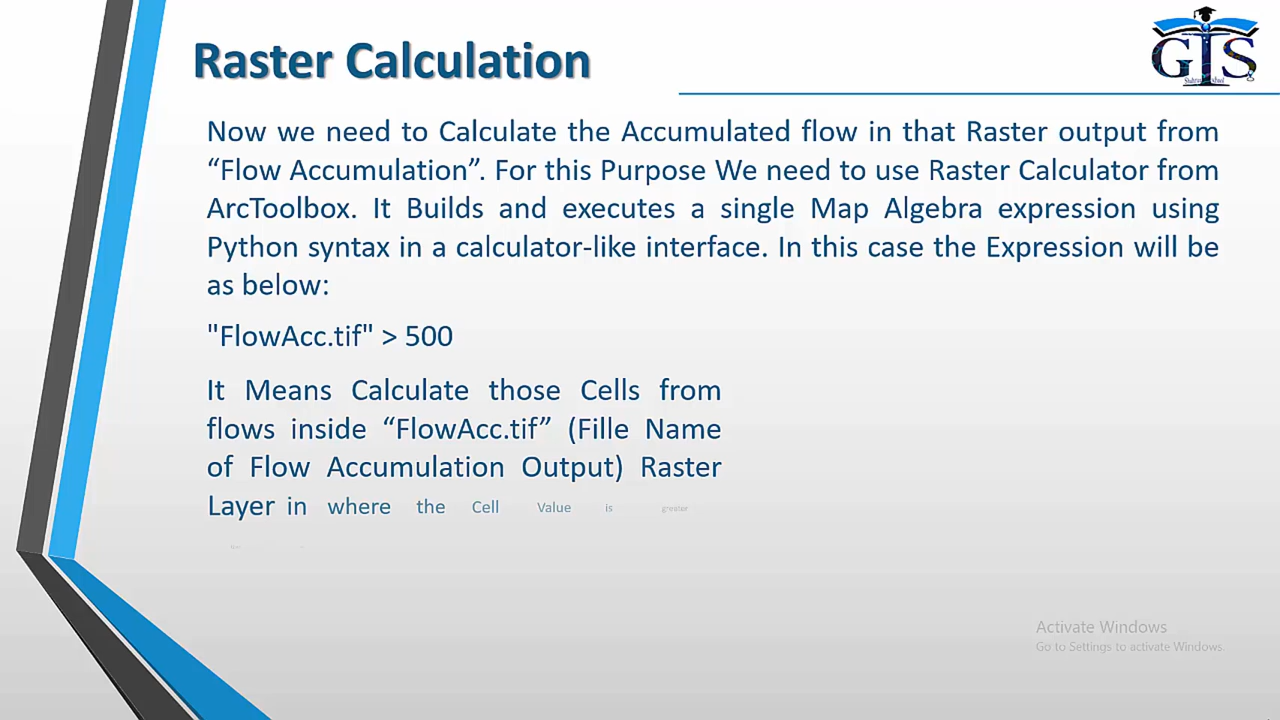 Raster Calculation
GIS
Now we need to Calculate the Accumulated flow in that Raster output from
“Flow Accumulation”. For this Purpose We need to use Raster Calculator from
ArcToolbox. It Builds and executes a single Map Algebra expression using
Python syntax in a calculator-like interface. In this case the Expression will be
as below:
"FlowAcc.tif" > 500
It Means Calculate those Cells from
flows inside “FlowAcc.tif” (Fille Name
of Flow Accumulation Output) Raster
Layer in where the Cell Value is greater
Activate Windows
Go to Settings to activate Windows.